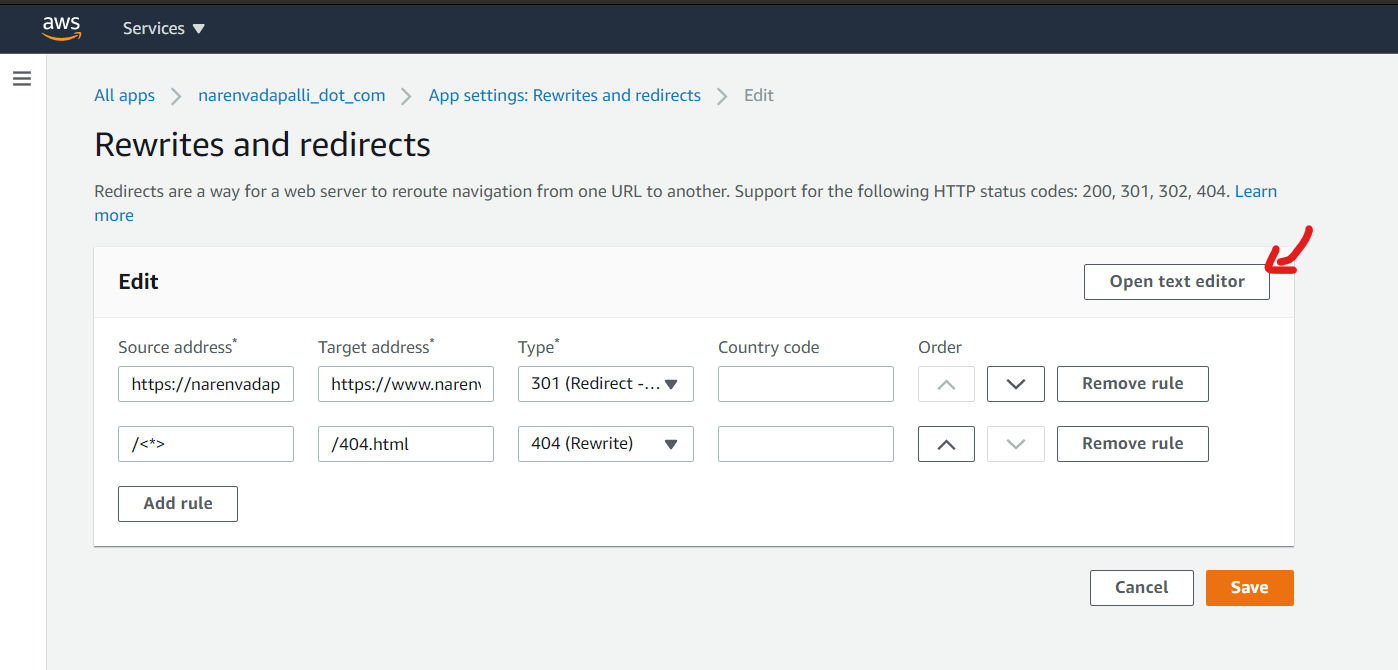 aws Services
All apps narenvadapalli_dot_com App settings: Rewrites and redirects Edit
Rewrites and redirects
Redirects are a way for a web server to reroute navigation from one URL to another. Support for the following HTTP status codes: 200, 301, 302, 404. Learn
more
Edit Open text editor
Source address* Target address* Type* Country code Order
https://narenvadap https://www.narenv 301 (Redirect -... Remove rule
/<*> /404.html 404 (Rewrite) Remove rule
Add rule
Cancel Save